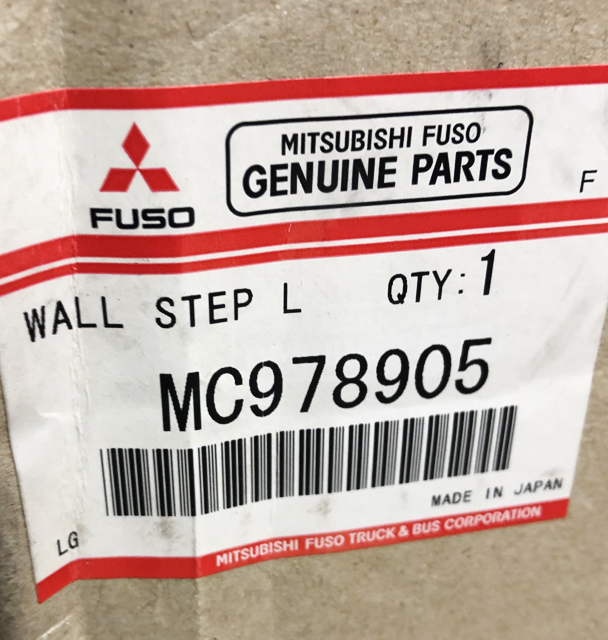 MITSUBISHI FUSO
GENUINE PARTS
FUSO
F
WALL STEP L QTY: 1
MC978905
MADE IN JAPAN
LG
MITSUBISHI FUSO TRUCK & BUS CORPORATION